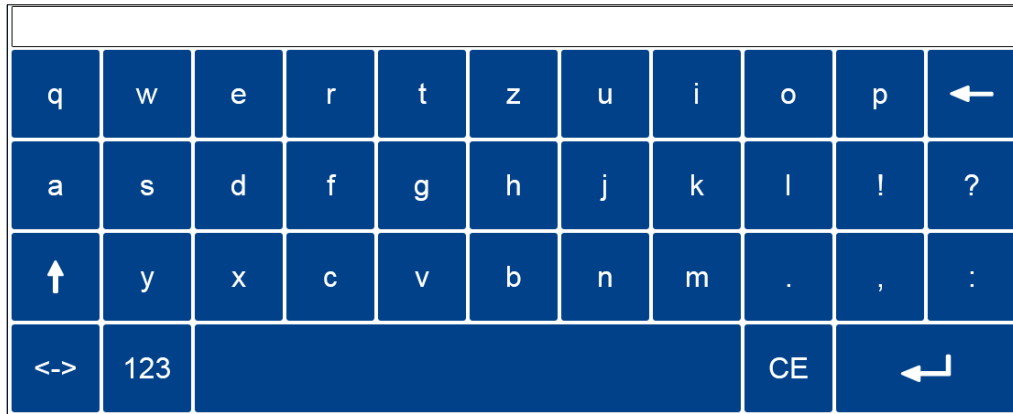 q w e r t z u i o p ←
a s d f g h j k l ! ?
↑ y x c v b n m . , :
<-> 123 CE ↵